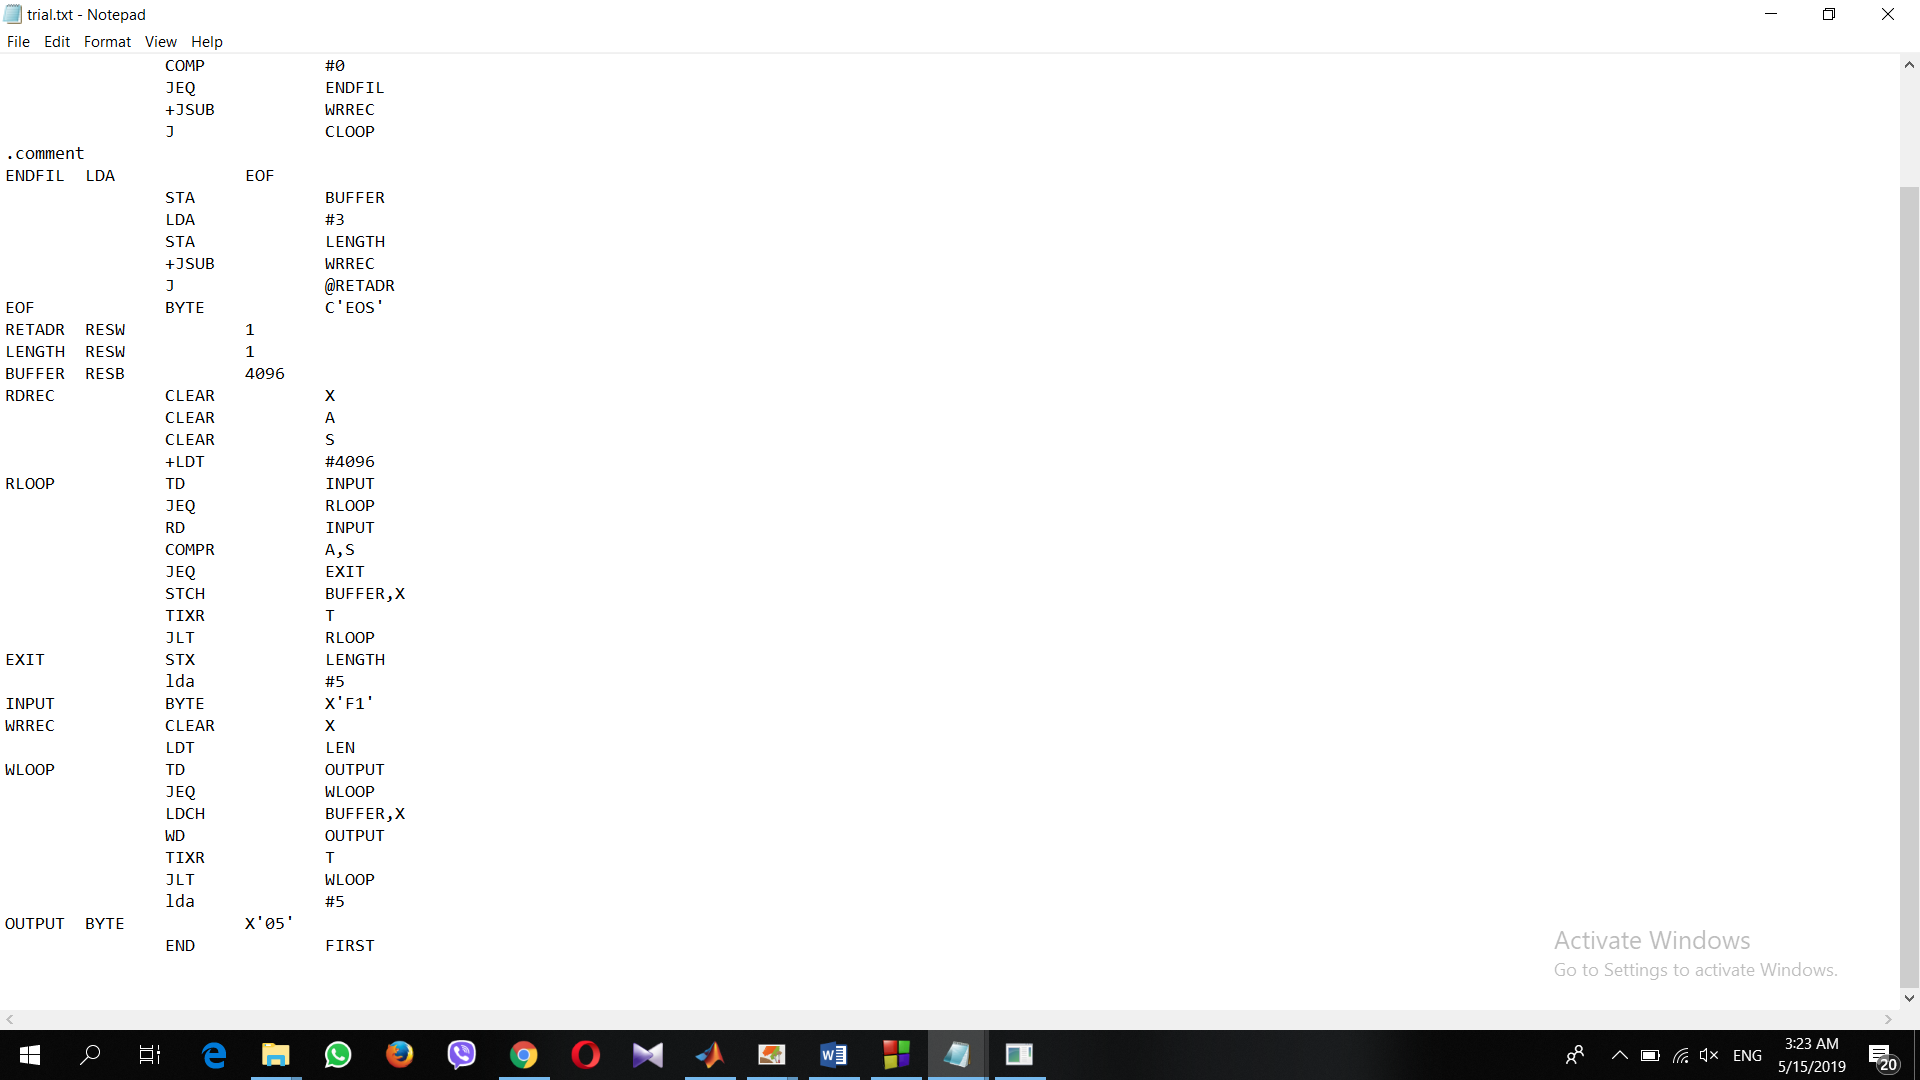 trial.txt - Notepad
File Edit Format View Help
COMP #0
JEQ ENDFIL
+JSUB WRREC
J CLOOP
.comment
ENDFIL LDA EOF
STA BUFFER
LDA #3
STA LENGTH
+JSUB WRREC
J @RETADR
EOF BYTE C'EOS'
RETADR RESW 1
LENGTH RESW 1
BUFFER RESB 4096
RDREC CLEAR X
CLEAR A
CLEAR S
+LDT #4096
RLOOP TD INPUT
JEQ RLOOP
RD INPUT
COMPR A,S
JEQ EXIT
STCH BUFFER,X
TIXR T
JLT RLOOP
EXIT STX LENGTH
lda #5
INPUT BYTE X'F1'
WRREC CLEAR X
LDT LEN
WLOOP TD OUTPUT
JEQ WLOOP
LDCH BUFFER,X
WD OUTPUT
TIXR T
JLT WLOOP
lda #5
OUTPUT BYTE X'05'
END FIRST
Activate Windows
Go to Settings to activate Windows.
ENG
3:23 AM
5/15/2019
20